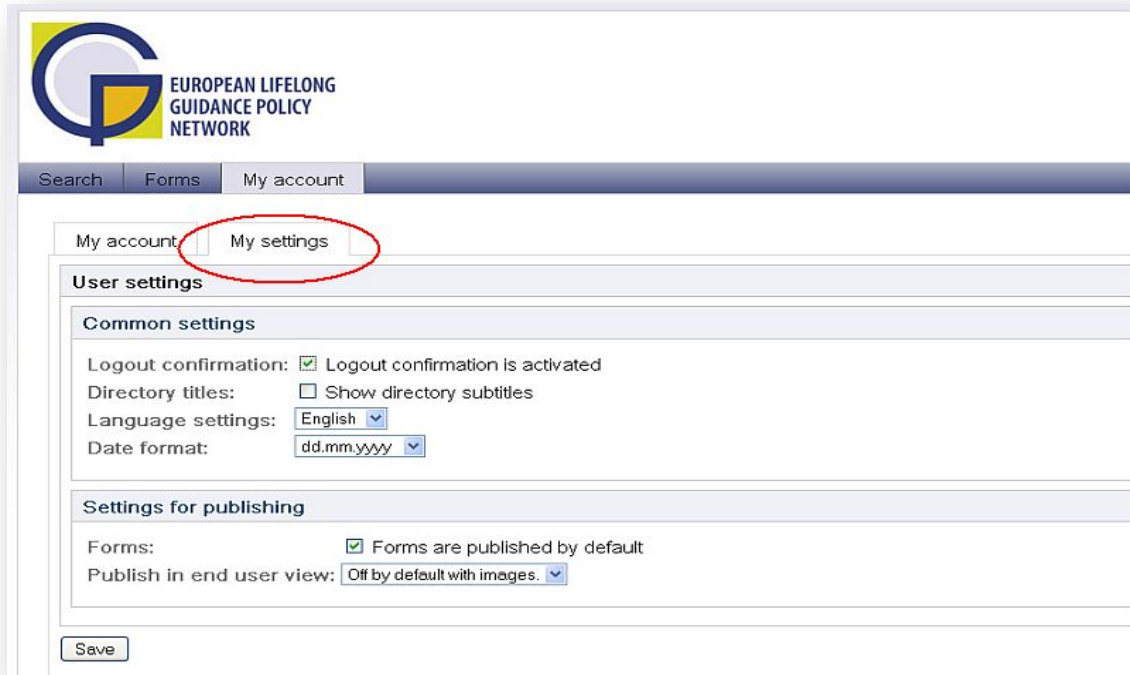 EUROPEAN LIFELONG
GUIDANCE POLICY
NETWORK
Search Forms My account
My account My settings
User settings
Common settings
Logout confirmation: Logout confirmation is activated
Directory titles: Show directory subtitles
Language settings: English
Date format: dd.mm.yyyy
Settings for publishing
Forms: Forms are published by default
Publish in end user view: Off by default with images.
Save